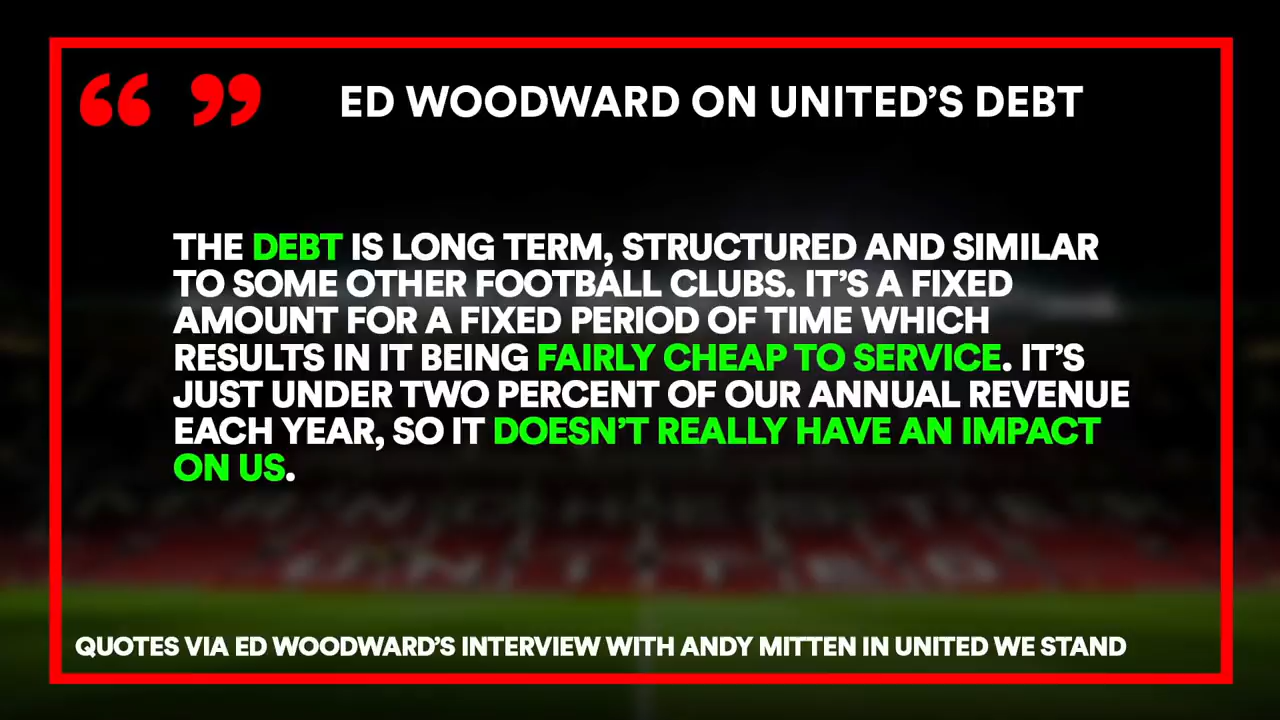 “ ” ED WOODWARD ON UNITED’S DEBT
THE DEBT IS LONG TERM, STRUCTURED AND SIMILAR
TO SOME OTHER FOOTBALL CLUBS. IT’S A FIXED
AMOUNT FOR A FIXED PERIOD OF TIME WHICH
RESULTS IN IT BEING FAIRLY CHEAP TO SERVICE. IT’S
JUST UNDER TWO PERCENT OF OUR ANNUAL REVENUE
EACH YEAR, SO IT DOESN’T REALLY HAVE AN IMPACT
ON US.
UNITED
QUOTES VIA ED WOODWARD’S INTERVIEW WITH ANDY MITTEN IN UNITED WE STAND